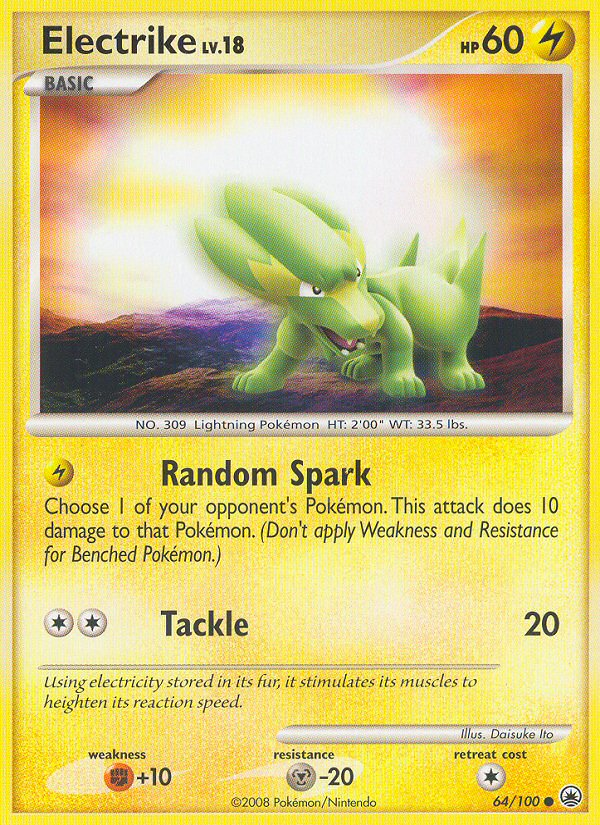 Electrike LV.18
HP 60
BASIC
NO. 309 Lightning Pokémon HT: 2'00" WT: 33.5 lbs.
Random Spark
Choose 1 of your opponent's Pokémon. This attack does 10
damage to that Pokémon. (Don't apply Weakness and Resistance
for Benched Pokémon.)
Tackle 20
Using electricity stored in its fur, it stimulates its muscles to
heighten its reaction speed.
Illus. Daisuke Ito
weakness resistance retreat cost
+10 -20
©2008 Pokémon/Nintendo 64/100